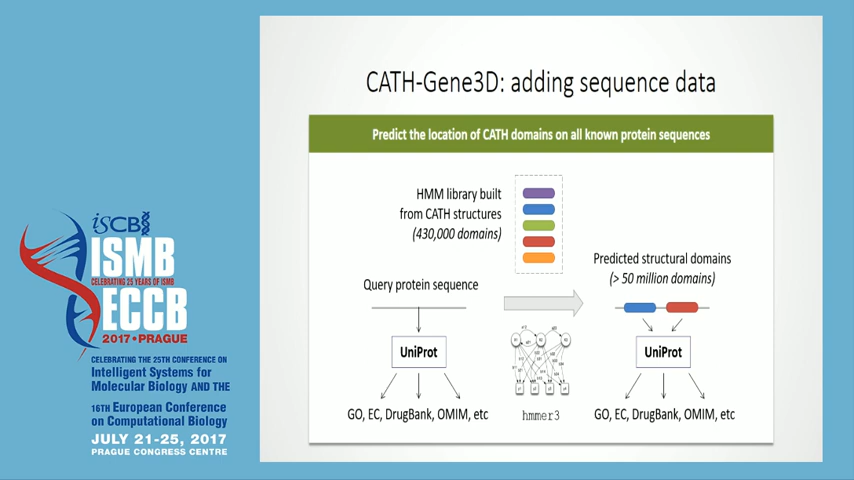 CATH-Gene3D: adding sequence data
Predict the location of CATH domains on all known protein sequences
HMM library built
from CATH structures
(430,000 domains)
Predicted structural domains
(> 50 million domains)
Query protein sequence
UniProt
UniProt
GO, EC, DrugBank, OMIM, etc
hmmer3
GO, EC, DrugBank, OMIM, etc
iSCB
ISMB
CELEBRATING 25 YEARS OF ISMB
ECCB
2017 • PRAGUE
CELEBRATING THE 25TH CONFERENCE ON
Intelligent Systems for
Molecular Biology AND THE
16TH European Conference
on Computational Biology
JULY 21-25, 2017
PRAGUE CONGRESS CENTRE